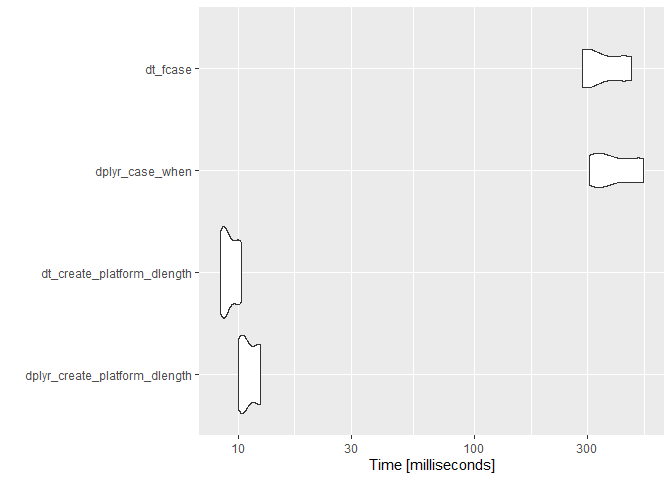 dt_fcase
dplyr_case_when
dt_create_platform_dlength
dplyr_create_platform_dlength
10 30 100 300
Time [milliseconds]